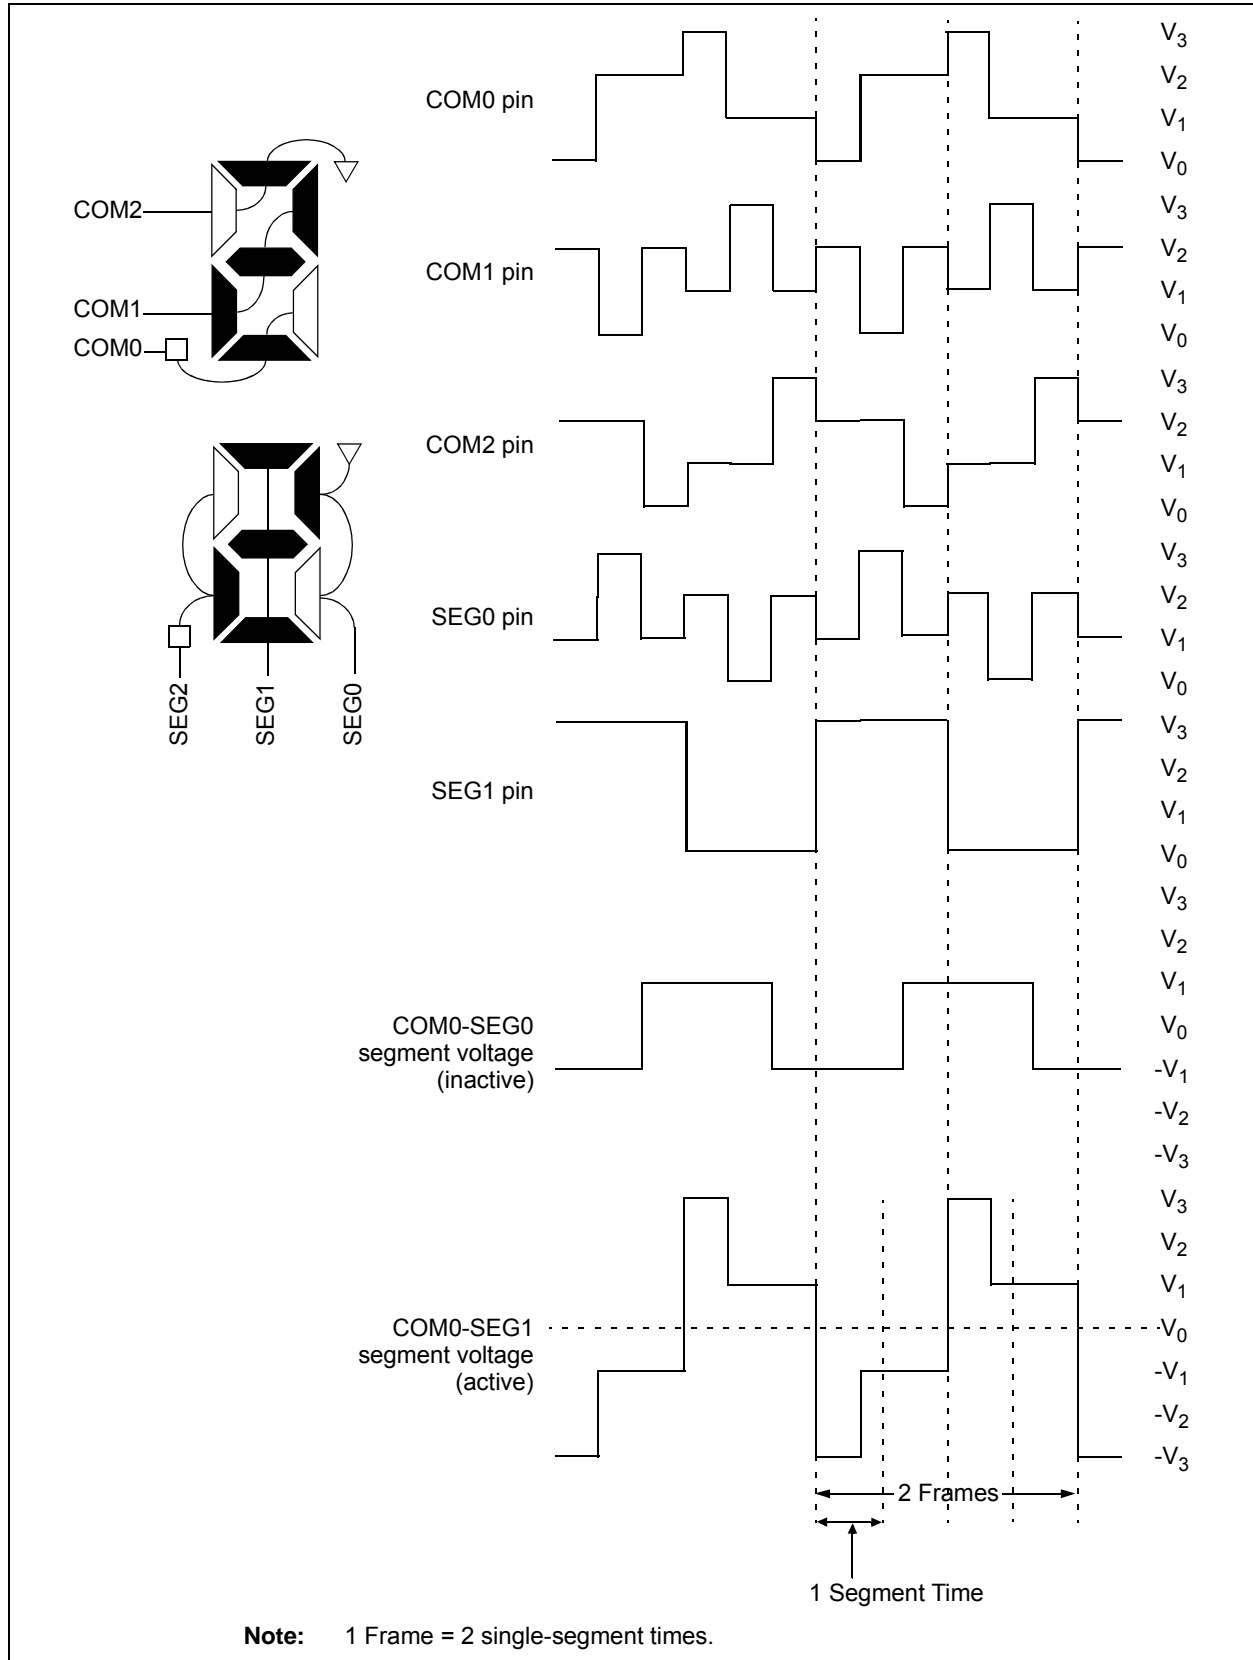 COM2
COM1
COM0
SEG2
SEG1
SEG0
COM0 pin
V3
V2
V1
V0
COM1 pin
V3
V2
V1
V0
COM2 pin
V3
V2
V1
V0
SEG0 pin
V3
V2
V1
V0
SEG1 pin
V3
V2
V1
V0
COM0-SEG0
segment voltage
(inactive)
V3
V2
V1
V0
-V1
-V2
-V3
COM0-SEG1
segment voltage
(active)
V3
V2
V1
V0
-V1
-V2
-V3
2 Frames
1 Segment Time
Note: 1 Frame = 2 single-segment times.